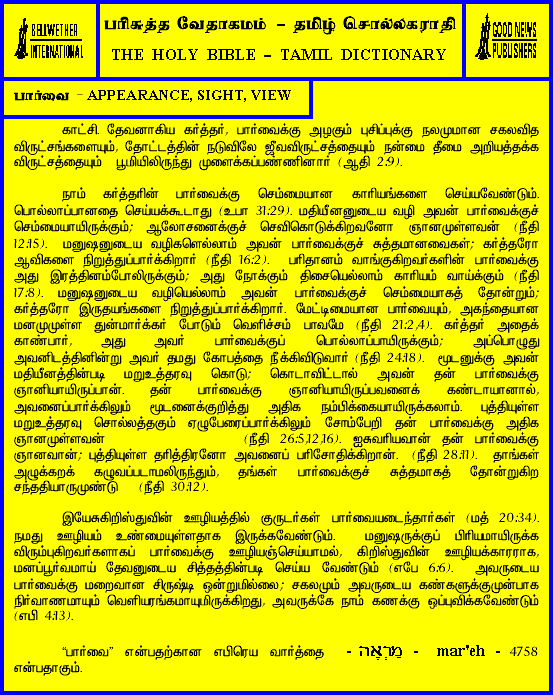 BELLWETHER
INTERNATIONAL
பரிசுத்த வேதாகமம் – தமிழ் சொல்லகராதி
THE HOLY BIBLE – TAMIL DICTIONARY
GOOD NEWS
PUBLISHERS
பார்வை – APPEARANCE, SIGHT, VIEW
காட்சி. தேவனாகிய கர்த்தர், பார்வைக்கு அழகும் புசிப்புக்கு நலமுமான சகலவித
விருட்சங்களையும், தோட்டத்தின் நடுவிலே ஜீவவிருட்சத்தையும் நன்மை தீமை அறியத்தக்க
விருட்சத்தையும் பூமியிலிருந்து முளைக்கப்பண்ணினார் (ஆதி 2:9).
நாம் கர்த்தரின் பார்வைக்கு செம்மையான காரியங்களை செய்யவேண்டும்.
பொல்லாப்பானதை செய்யக்கூடாது (உபா 31:29). மதியீனனுடைய வழி அவன் பார்வைக்குச்
செம்மையாயிருக்கும்; ஆலோசனைக்குச் செவிகொடுக்கிறவனோ ஞானமுள்ளவன் (நீதி
12:15). மனுஷனுடைய வழிகளெல்லாம் அவன் பார்வைக்குச் சுத்தமானவைகள்; கர்த்தரோ
ஆவிகளை நிறுத்துப்பார்க்கிறார் (நீதி 16:2). பரிதானம் வாங்குகிறவர்களின் பார்வைக்கு
அது இரத்தினம்போலிருக்கும்; அது நோக்கும் திசையெல்லாம் காரியம் வாய்க்கும் (நீதி
17:8). மனுஷனுடைய வழியெல்லாம் அவன் பார்வைக்குச் செம்மையாகத் தோன்றும்;
கர்த்தரோ இருதயங்களை நிறுத்துப்பார்க்கிறார். மேட்டிமையான பார்வையும், அகந்தையான
மனமுமுள்ள துன்மார்க்கர் போடும் வெளிச்சம் பாவமே (நீதி 21:2,4). கர்த்தர் அதைக்
காண்பார், அது அவர் பார்வைக்குப் பொல்லாப்பாயிருக்கும்; அப்பொழுது
அவனிடத்தினின்று அவர் தமது கோபத்தை நீக்கிவிடுவார் (நீதி 24:18). மூடனுக்கு அவன்
மதியீனத்தின்படி மறுஉத்தரவு கொடு; கொடாவிட்டால் அவன் தன் பார்வைக்கு
ஞானியாயிருப்பான். தன் பார்வைக்கு ஞானியாயிருப்பவனைக் கண்டாயானால்,
அவனைப்பார்க்கிலும் மூடனைக்குறித்து அதிக நம்பிக்கையாயிருக்கலாம். புத்தியுள்ள
மறுஉத்தரவு சொல்லத்தகும் ஏழுபேரைப்பார்க்கிலும் சோம்பேறி தன் பார்வைக்கு அதிக
ஞானமுள்ளவன் (நீதி 26:5,12,16). ஐசுவரியவான் தன் பார்வைக்கு
ஞானவான்; புத்தியுள்ள தரித்திரனோ அவனைப் பரிசோதிக்கிறான். (நீதி 28:11). தாங்கள்
அழுக்கறக் கழுவப்படாமலிருந்தும், தங்கள் பார்வைக்குச் சுத்தமாகத் தோன்றுகிற
சந்ததியாருமுண்டு (நீதி 30:12).
இயேசுகிறிஸ்துவின் ஊழியத்தில் குருடர்கள் பார்வையடைந்தார்கள் (மத் 20:34).
நமது ஊழியம் உண்மையுள்ளதாக இருக்கவேண்டும். மனுஷருக்குப் பிரியமாயிருக்க
விரும்புகிறவர்களாகப் பார்வைக்கு ஊழியஞ்செய்யாமல், கிறிஸ்துவின் ஊழியக்காரராக,
மனப்பூர்வமாய் தேவனுடைய சித்தத்தின்படி செய்ய வேண்டும் (எபே 6:6). அவருடைய
பார்வைக்கு மறைவான சிருஷ்டி ஒன்றுமில்லை; சகலமும் அவருடைய கண்களுக்குமுன்பாக
நிர்வாணமாயும் வெளியரங்கமாயுமிருக்கிறது, அவருக்கே நாம் கணக்கு ஒப்புவிக்கவேண்டும்
(எபி 4:13).
“பார்வை” என்பதற்கான எபிரெய வார்த்தை - מַרְאֶה - mar'eh - 4758
என்பதாகும்.